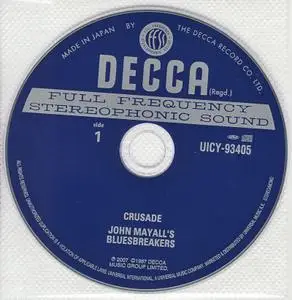 MADE IN JAPAN BY THE DECCA RECORD CO. LTD.
ffss
DECCA
(Regd.)
FULL FREQUENCY
STEREOPHONIC SOUND
side
1
UICY-93405
CRUSADE
JOHN MAYALL'S
BLUESBREAKERS
℗ 2007 ©1967 DECCA
MUSIC GROUP LIMITED.